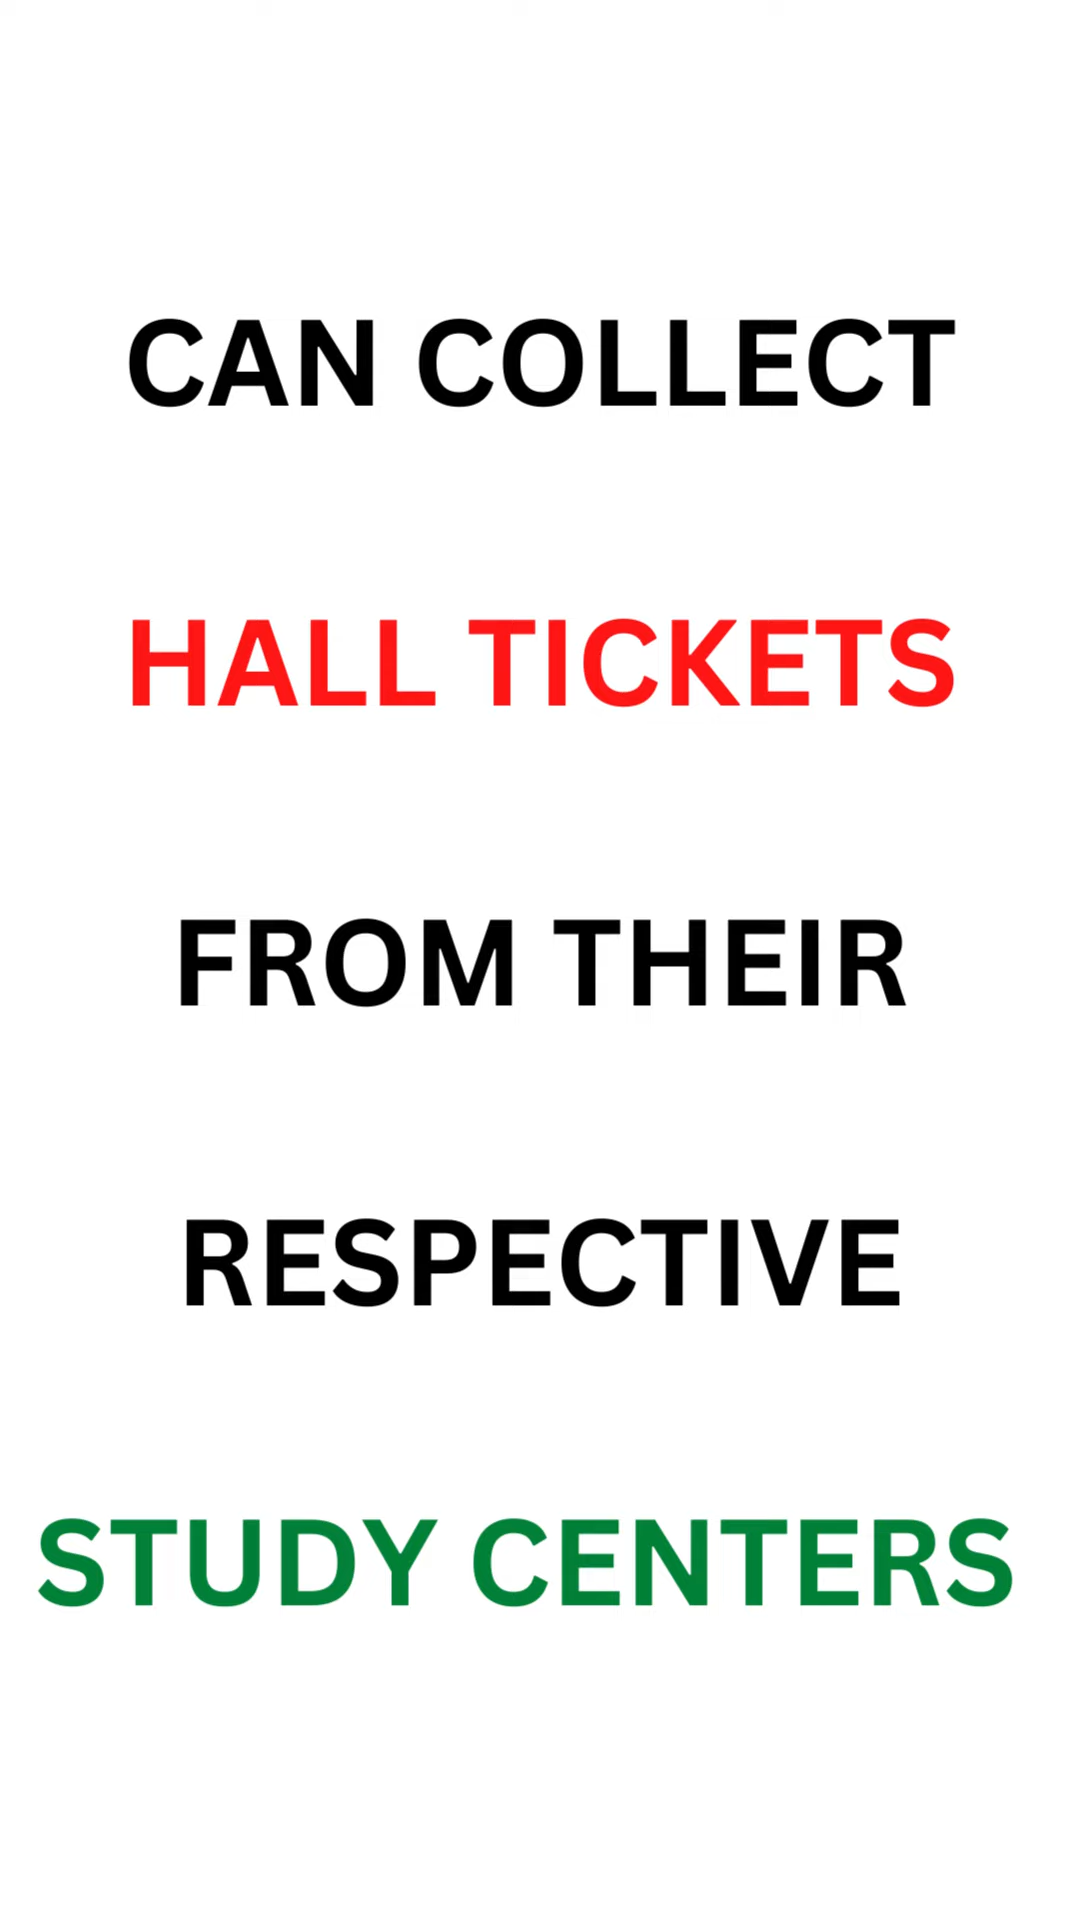 CAN COLLECT
HALL TICKETS
FROM THEIR
RESPECTIVE
STUDY CENTERS